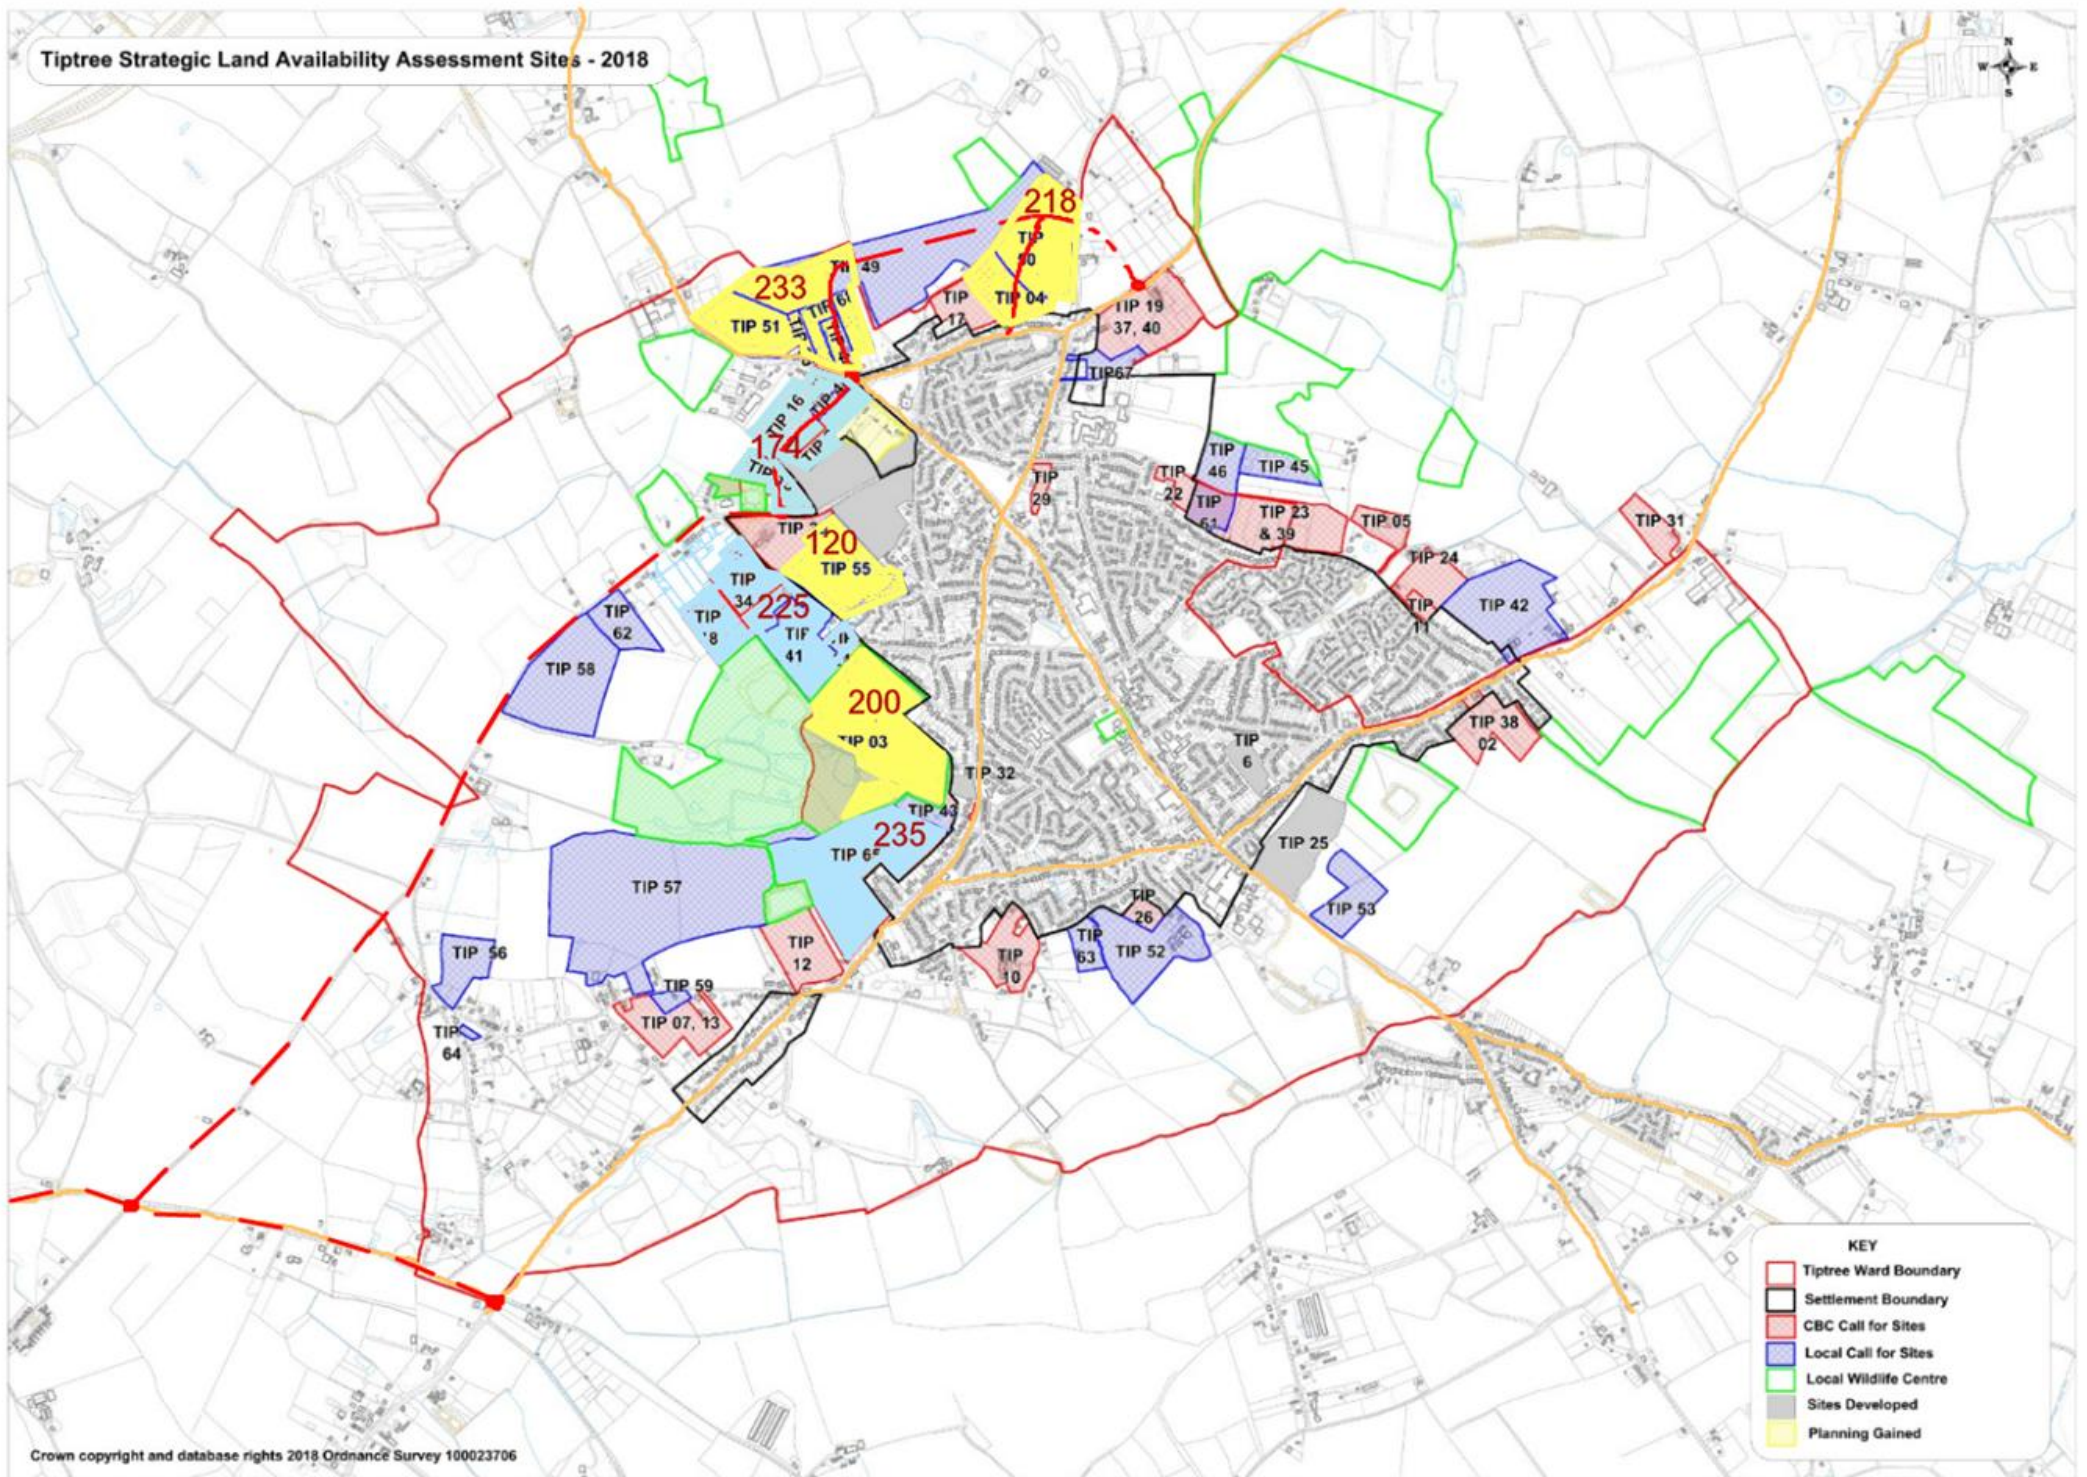 Tiptree Strategic Land Availability Assessment Sites - 2018
N
W
E
S
218
TIP
49
233
TIP 04
TIP
17
TIP 51
TIP 19
37, 40
TIP67
TIP 16
174
TIP
TIP
46
TIP 45
TIP
29
TIP
22
TIP
61
TIP 23
& 39
TIP 05
TIP 31
120
TIP 55
TIP 24
TIP
11
TIP 42
TIP
34
225
TIP
41
TIP
62
TIP 58
200
TIP 03
TIP 38
02
TIP
6
TIP 32
TIP 43
235
TIP 25
TIP 57
TIP 53
TIP
26
TIP
63
TIP 52
TIP
12
TIP
10
TIP 56
TIP 59
TIP 07, 13
TIP
64
KEY
Tiptree Ward Boundary
Settlement Boundary
CBC Call for Sites
Local Call for Sites
Local Wildlife Centre
Sites Developed
Planning Gained
Crown copyright and database rights 2018 Ordnance Survey 100023706